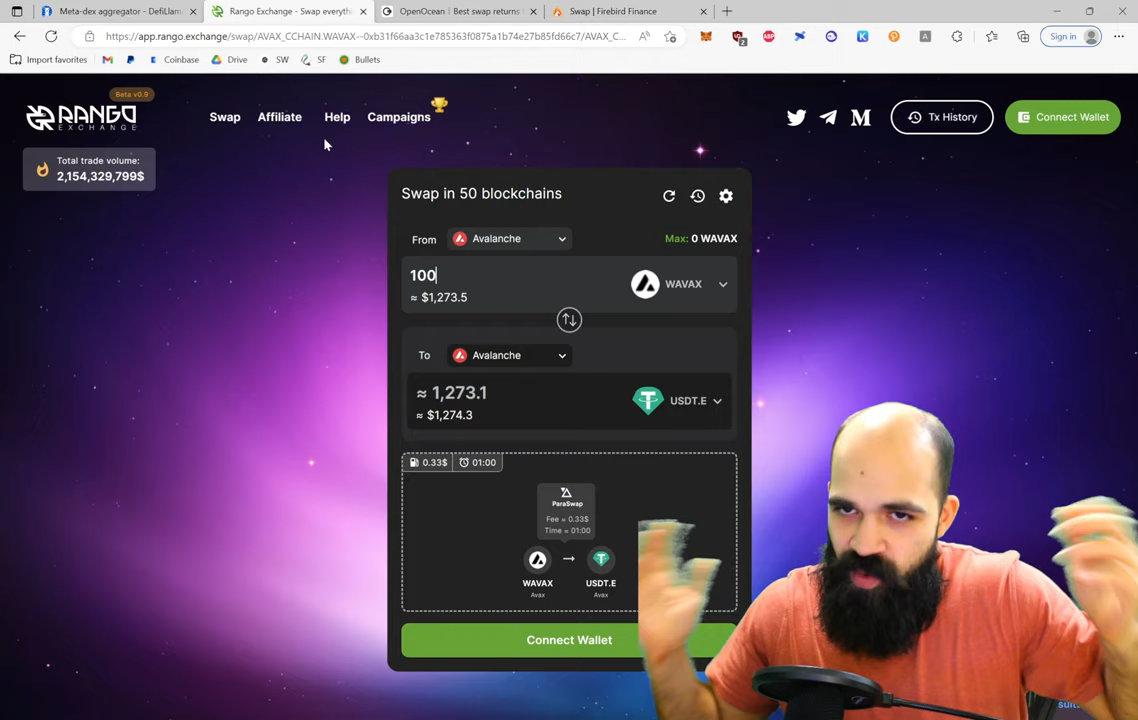 Meta-dex aggregator - DefiLlam
Rango Exchange - Swap everythi
OpenOcean | Best swap returns
Swap | Firebird Finance
https://app.rango.exchange/swap/AVAX_CCHAIN.WAVAX--0xb31f66aa3c1e785363f0875a1b74e27b85fd66c7/AVAX_C...
2
ABP
K
A
Sign in
Import favorites
Coinbase
Drive
SW
SF
Bullets
Beta v0.9
RANGO
EXCHANGE
Swap
Affiliate
Help
Campaigns
Tx History
Connect Wallet
Total trade volume:
2,154,329,799$
Swap in 50 blockchains
From
Avalanche
Max: 0 WAVAX
100
≈ $1,273.5
WAVAX
To
Avalanche
≈ 1,273.1
≈ $1,274.3
USDT.E
0.33$
01:00
ParaSwap
Fee = 0.33$
Time = 01:00
WAVAX
Avax
USDT.E
Avax
Connect Wallet